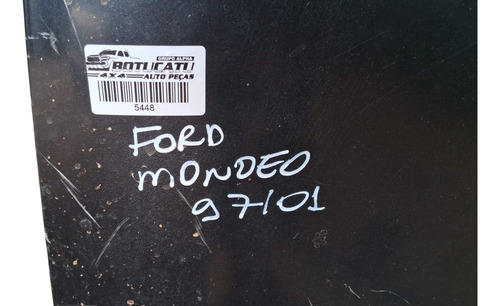 GRUPO ALPHA
BOTUCATU
4X4 AUTO PEÇAS
5448
FORD
MONDEO
97/01